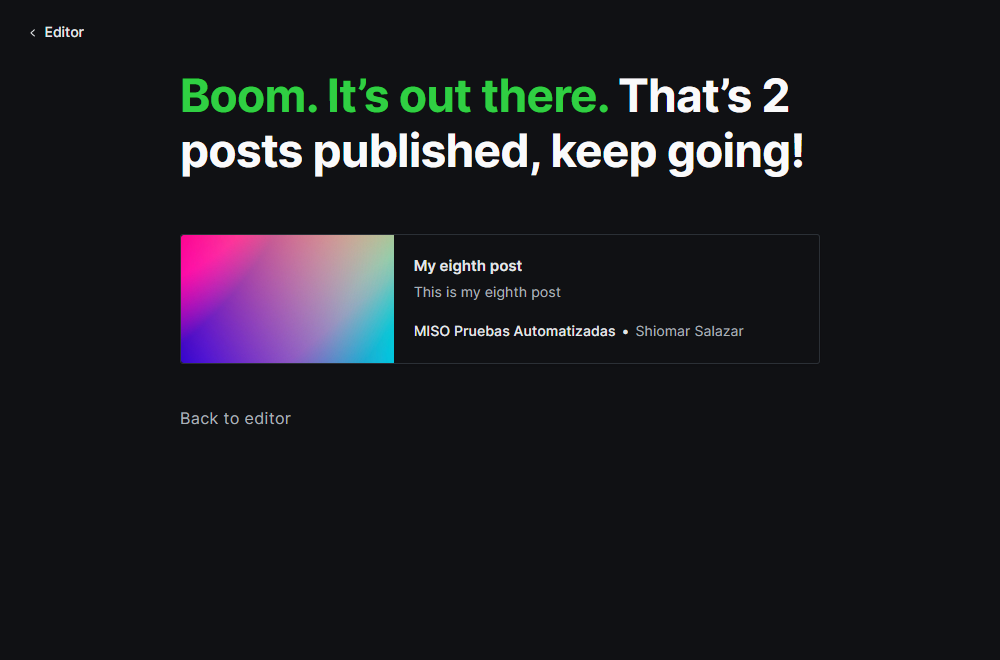 Editor
Boom. It’s out there. That’s 2
posts published, keep going!
My eighth post
This is my eighth post
MISO Pruebas Automatizadas • Shiomar Salazar
Back to editor